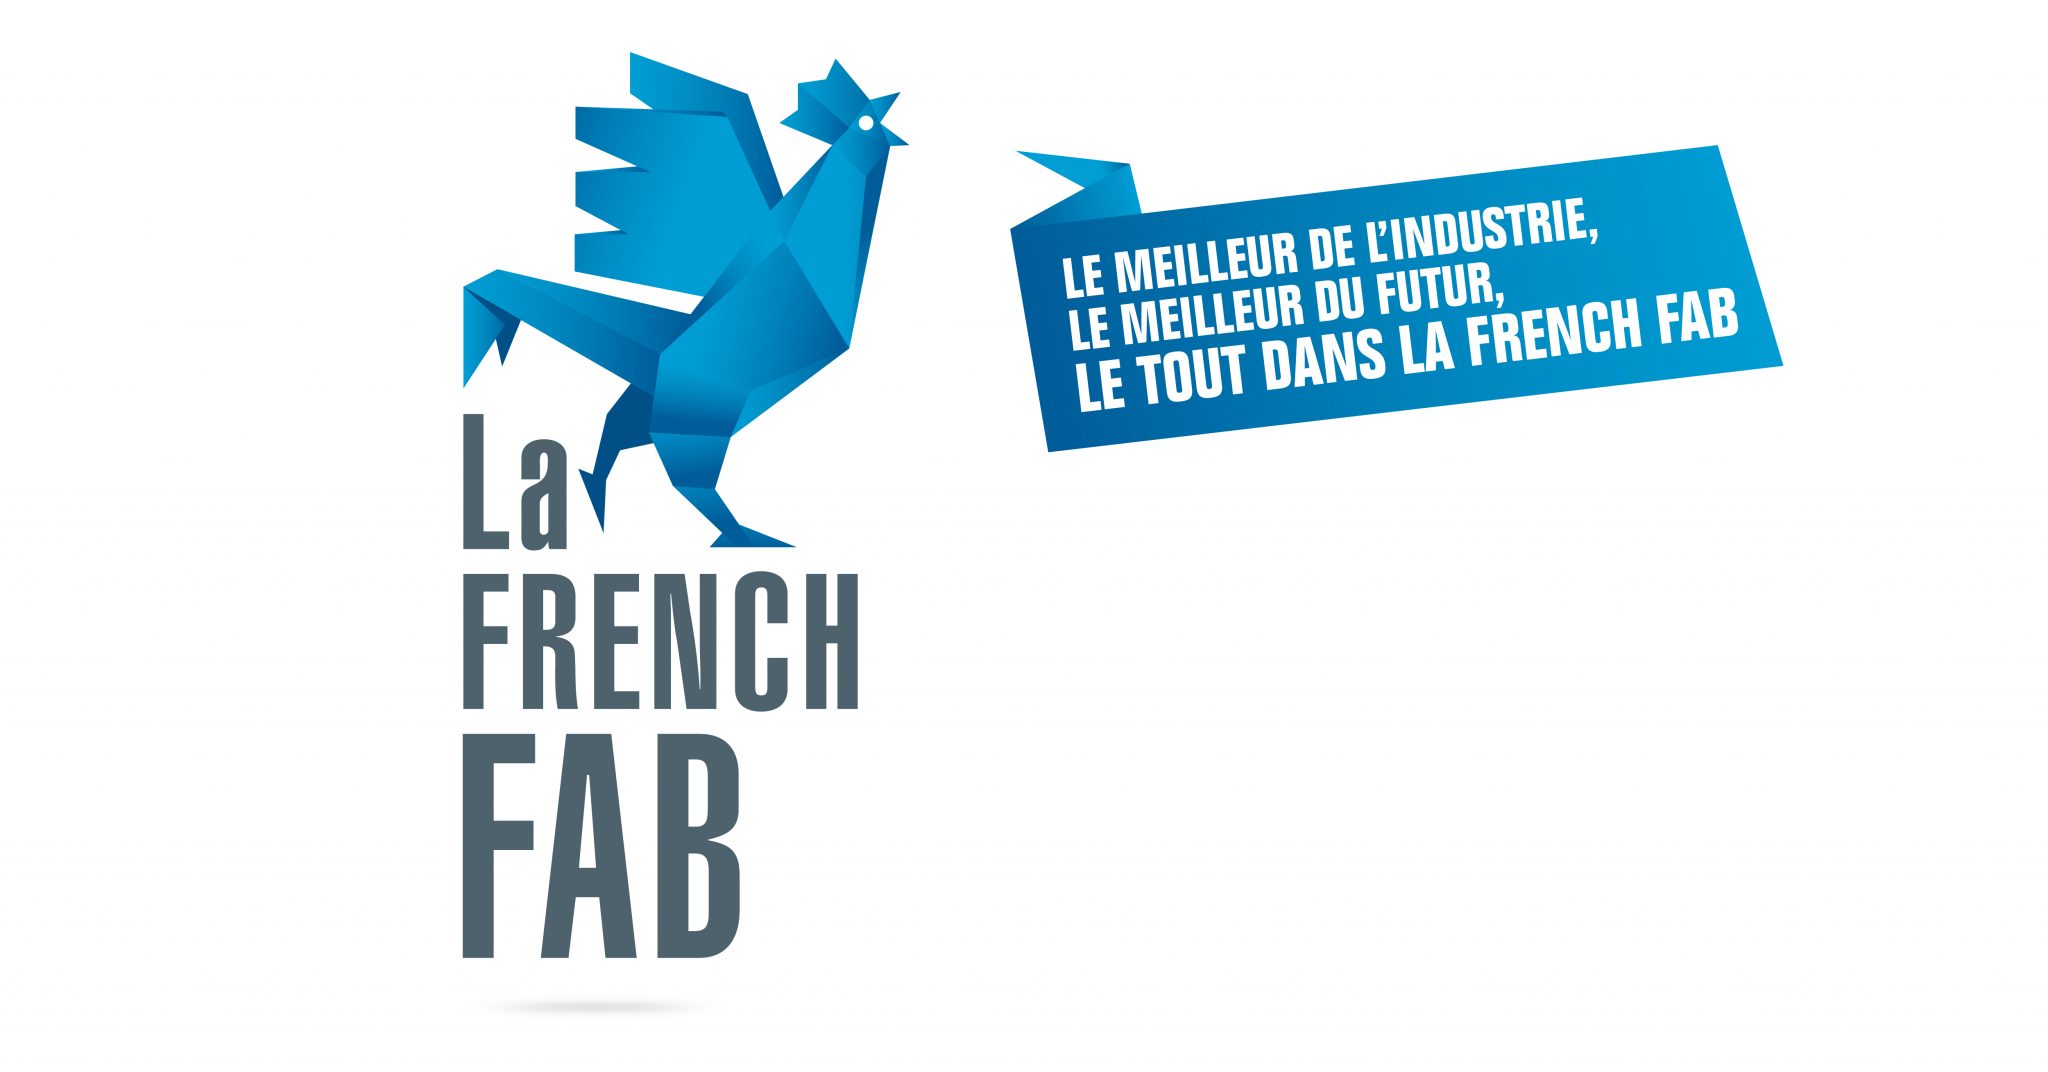 La
FRENCH
FAB
LE MEILLEUR DE L'INDUSTRIE,
LE MEILLEUR DU FUTUR,
LE TOUT DANS LA FRENCH FAB